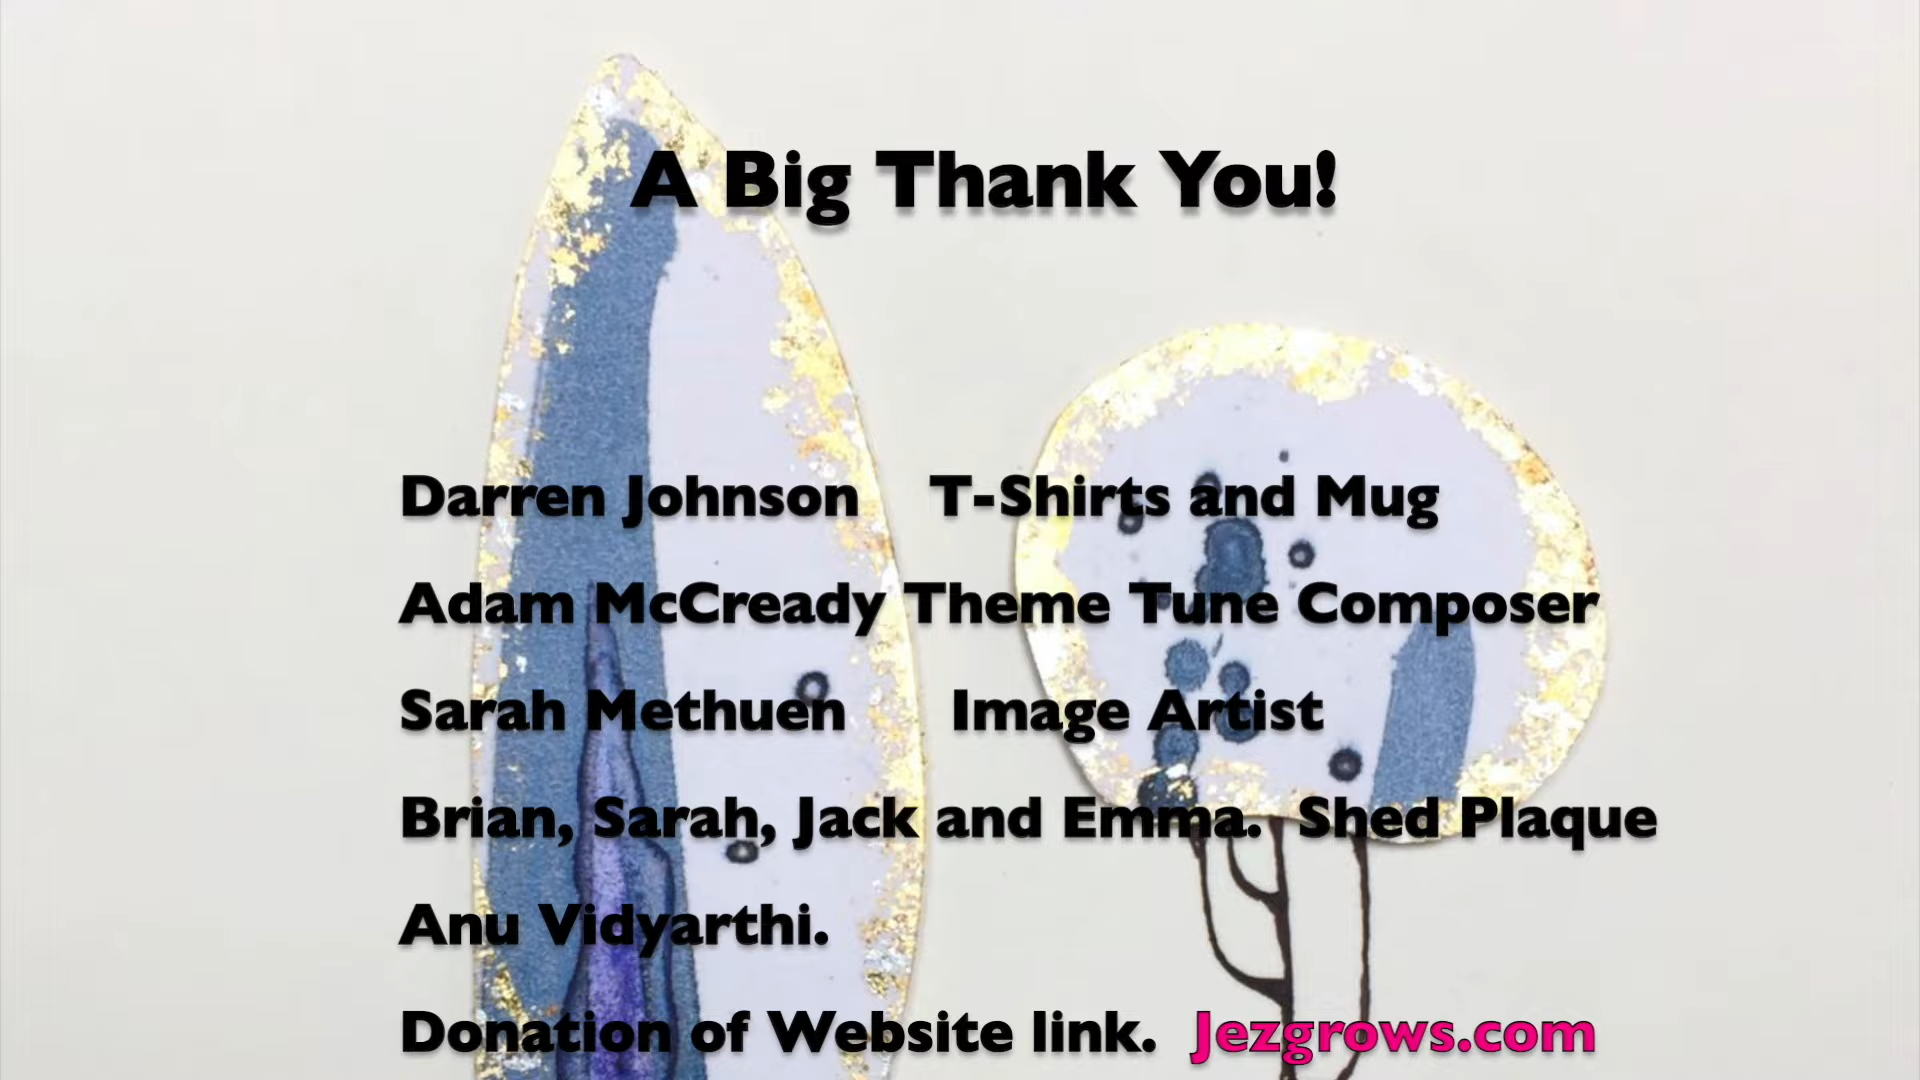 A Big Thank You!
Darren Johnson T-Shirts and Mug
Adam McCready Theme Tune Composer
Sarah Methuen Image Artist
Brian, Sarah, Jack and Emma. Shed Plaque
Anu Vidyarthi.
Donation of Website link. Jezgrows.com